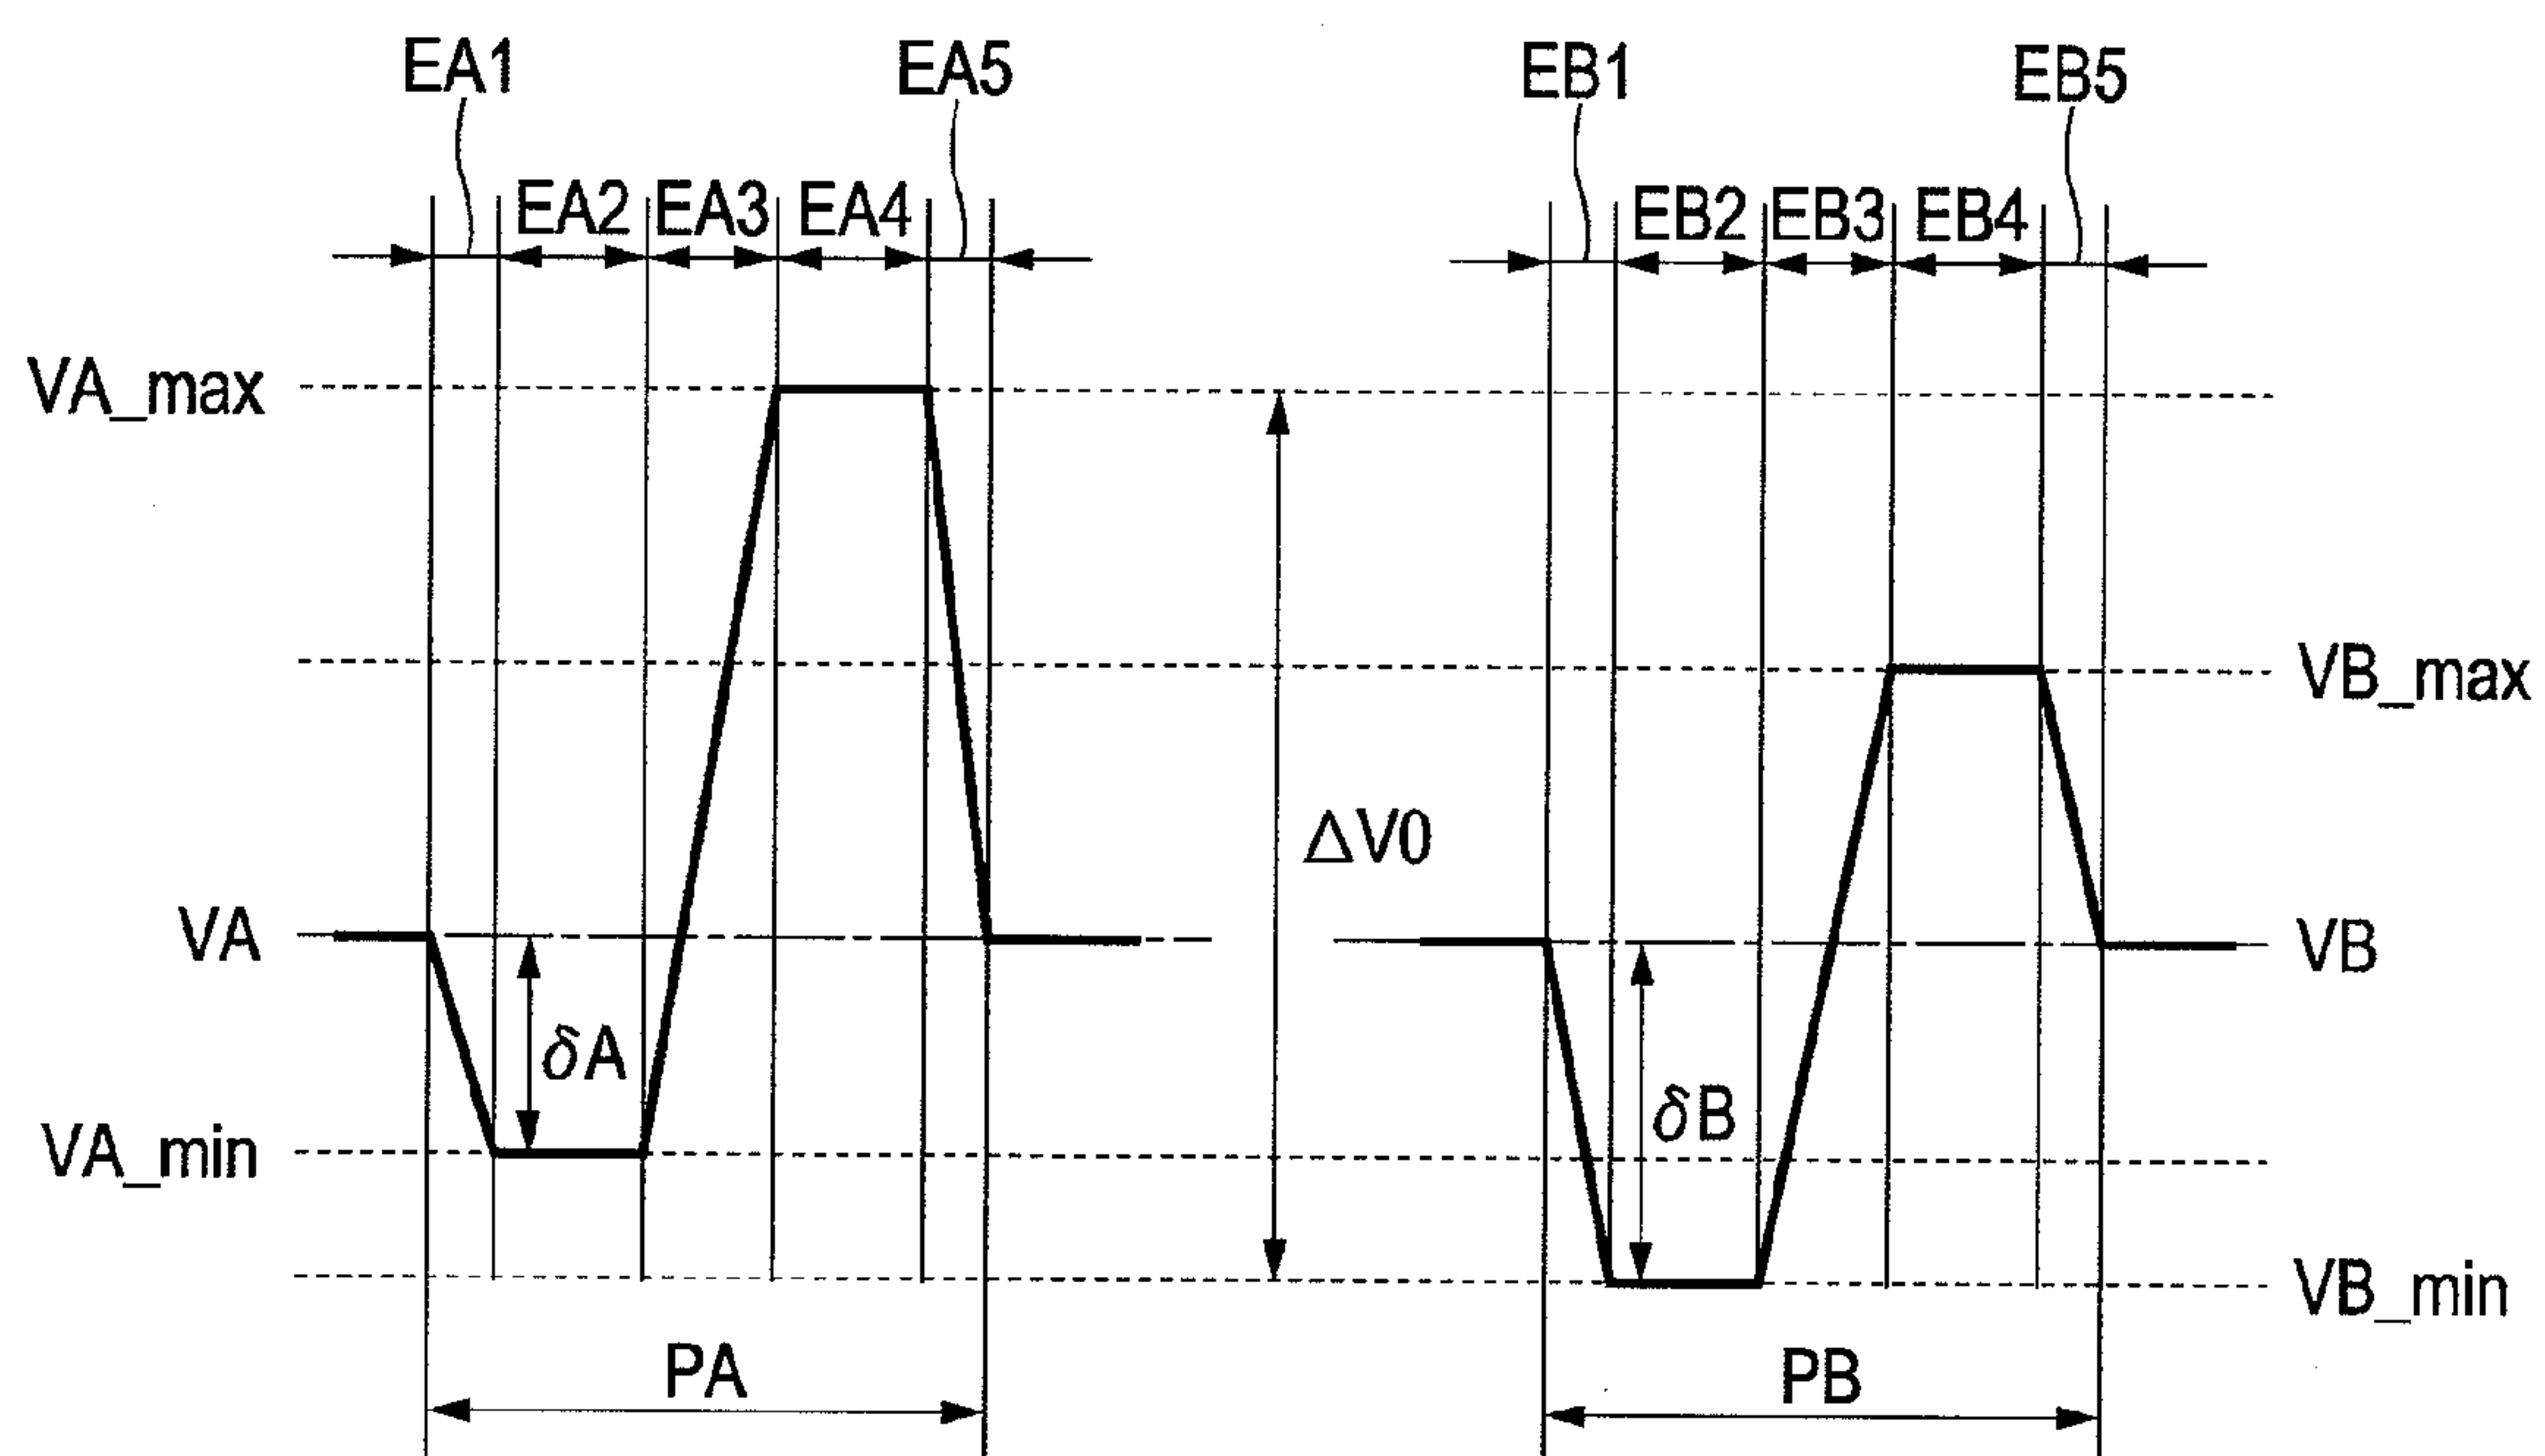 EA1 EA5 EB1 EB5
EA2 EA3 EA4 EB2 EB3 EB4
VA_max
VB_max
ΔV0
VA VB
δA
δB
VA_min
VB_min
PA PB